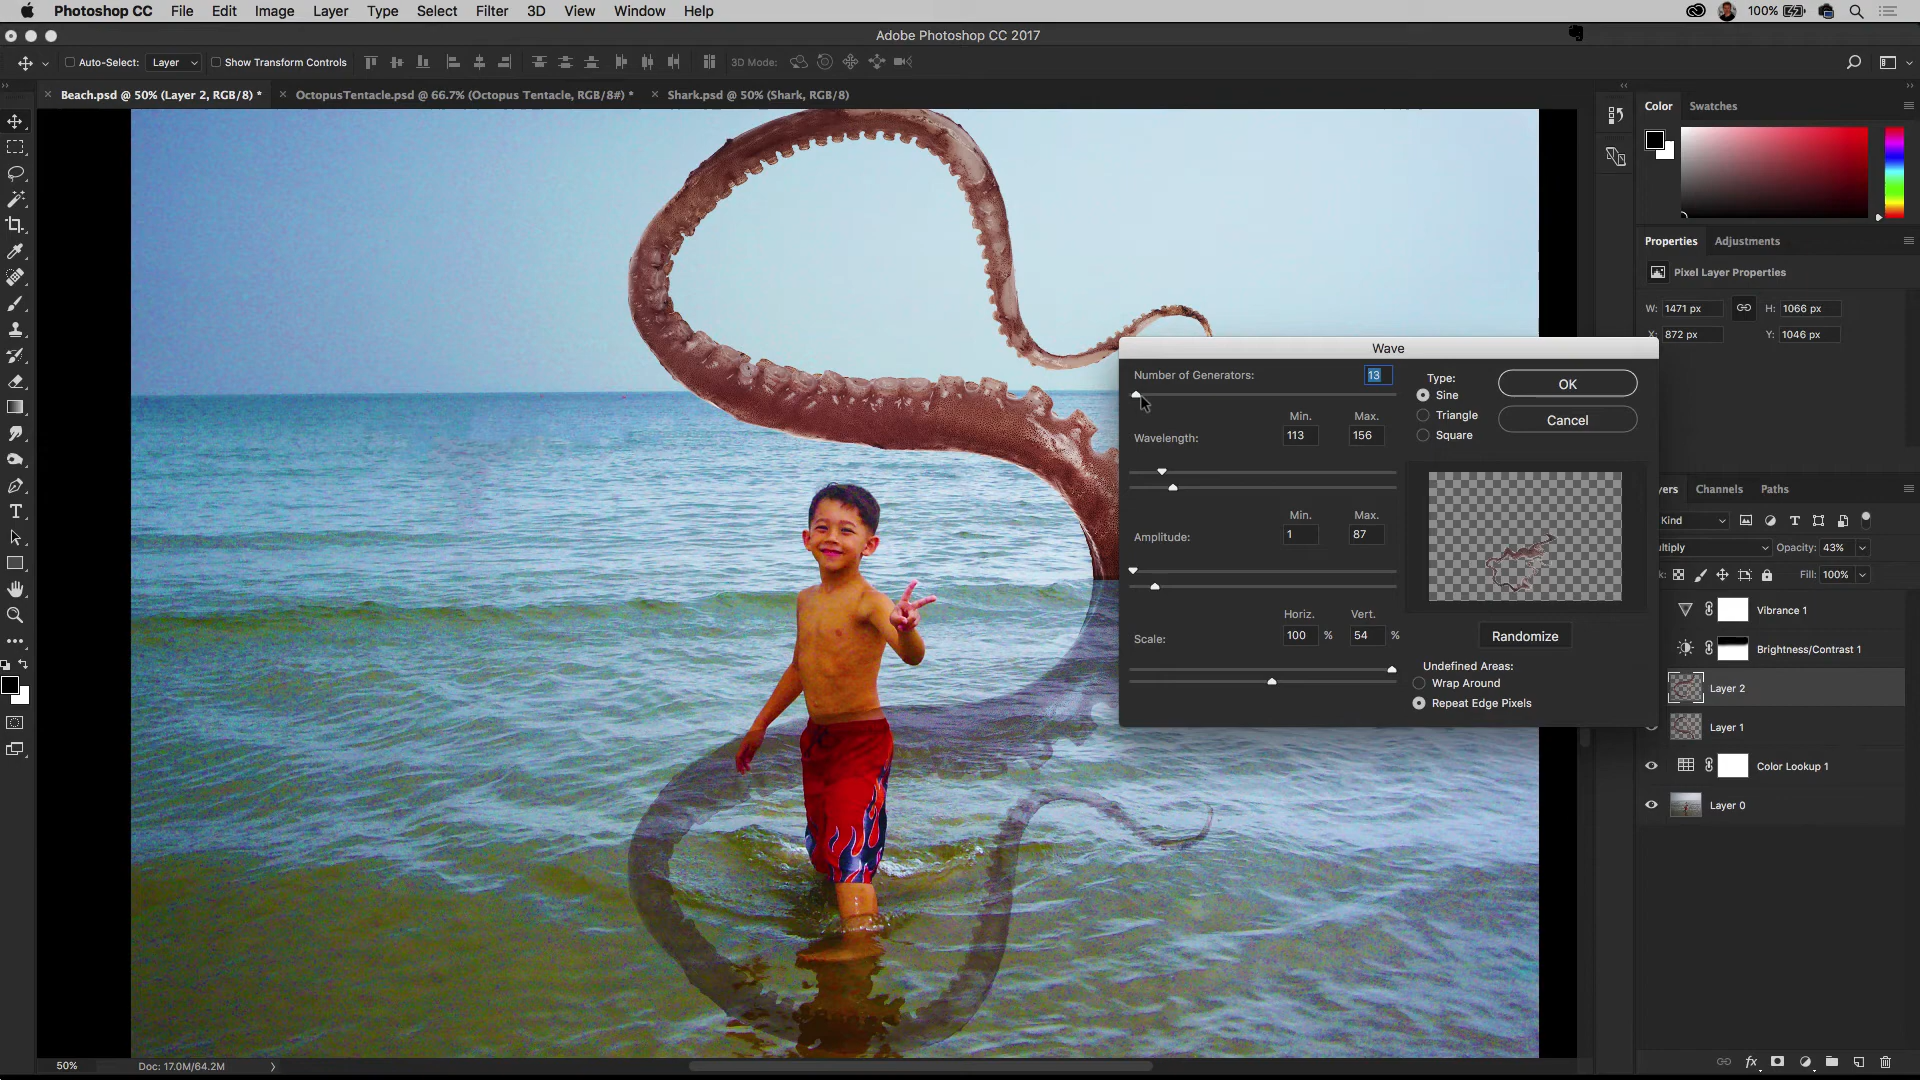 Photoshop CC File Edit Image Layer Type Select Filter 3D View Window Help 100%
Adobe Photoshop CC 2017
Auto-Select: Layer Show Transform Controls 3D Mode:
Beach.psd @ 50% (Layer 2, RGB/8) * OctopusTentacle.psd @ 66.7% (Octopus Tentacle, RGB/8#) * Shark.psd @ 50% (Shark, RGB/8)
Color Swatches
Properties Adjustments
Pixel Layer Properties
W: 1471 px H: 1066 px
X: 872 px Y: 1046 px
Wave
Number of Generators: 13
Wavelength:
Min. Max.
113 156
Amplitude:
Min. Max.
1 87
Scale:
Horiz. Vert.
100 % 54 %
Type:
Sine
Triangle
Square
OK
Cancel
Randomize
Undefined Areas:
Wrap Around
Repeat Edge Pixels
yers Channels Paths
Kind
ultiply Opacity: 43%
k: Fill: 100%
Vibrance 1
Brightness/Contrast 1
Layer 2
Layer 1
Color Lookup 1
Layer 0
fx
50% Doc: 17.0M/64.2M